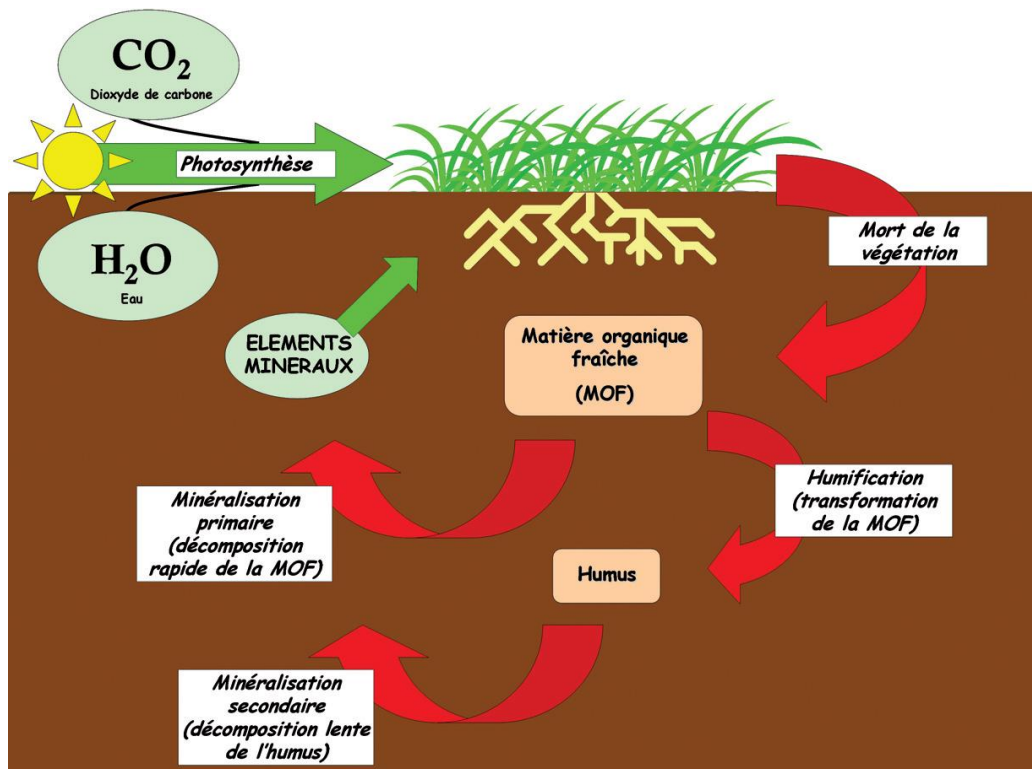 CO₂
Dioxyde de carbone
Photosynthèse
H₂O
Eau
Mort de la
végétation
ELEMENTS
MINERAUX
Matière organique
fraîche
(MOF)
Humification
(transformation
de la MOF)
Minéralisation
primaire
(décomposition
rapide de la MOF)
Humus
Minéralisation
secondaire
(décomposition lente
de l'humus)